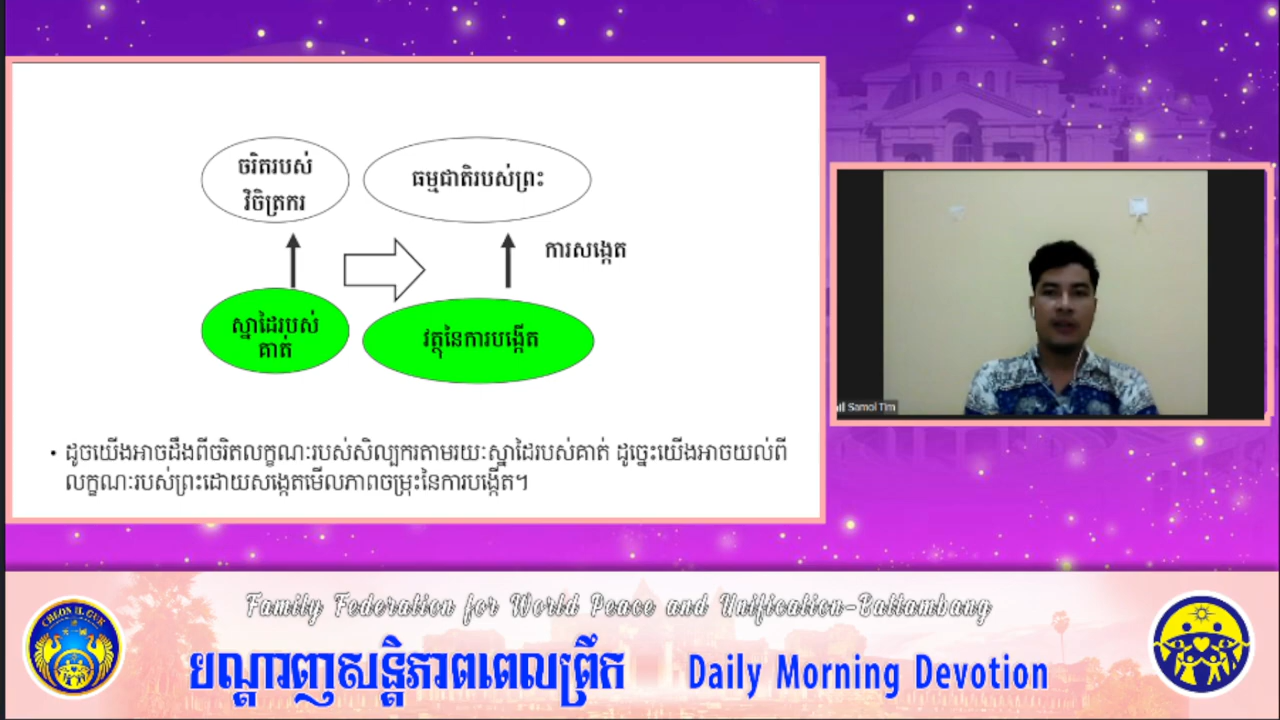 ចរិតរបស់
វិចិត្រករ
ធម្មជាតិរបស់ព្រះ
ការសង្កេត
ស្នាដៃរបស់
គាត់
វត្ថុនៃការបង្កើត
• ដូចយើងអាចដឹងពីចរិតលក្ខណៈរបស់សិល្បករតាមរយៈស្នាដៃរបស់គាត់ ដូច្នេះយើងអាចយល់ពី
លក្ខណៈរបស់ព្រះដោយសង្កេតមើលភាពចម្រុះនៃការបង្កើត។
Samol Tim
Family Federation for World Peace and Unification-Battambang
បណ្តាញសន្តិភាពពេលព្រឹក
Daily Morning Devotion
CHEON IL GUK